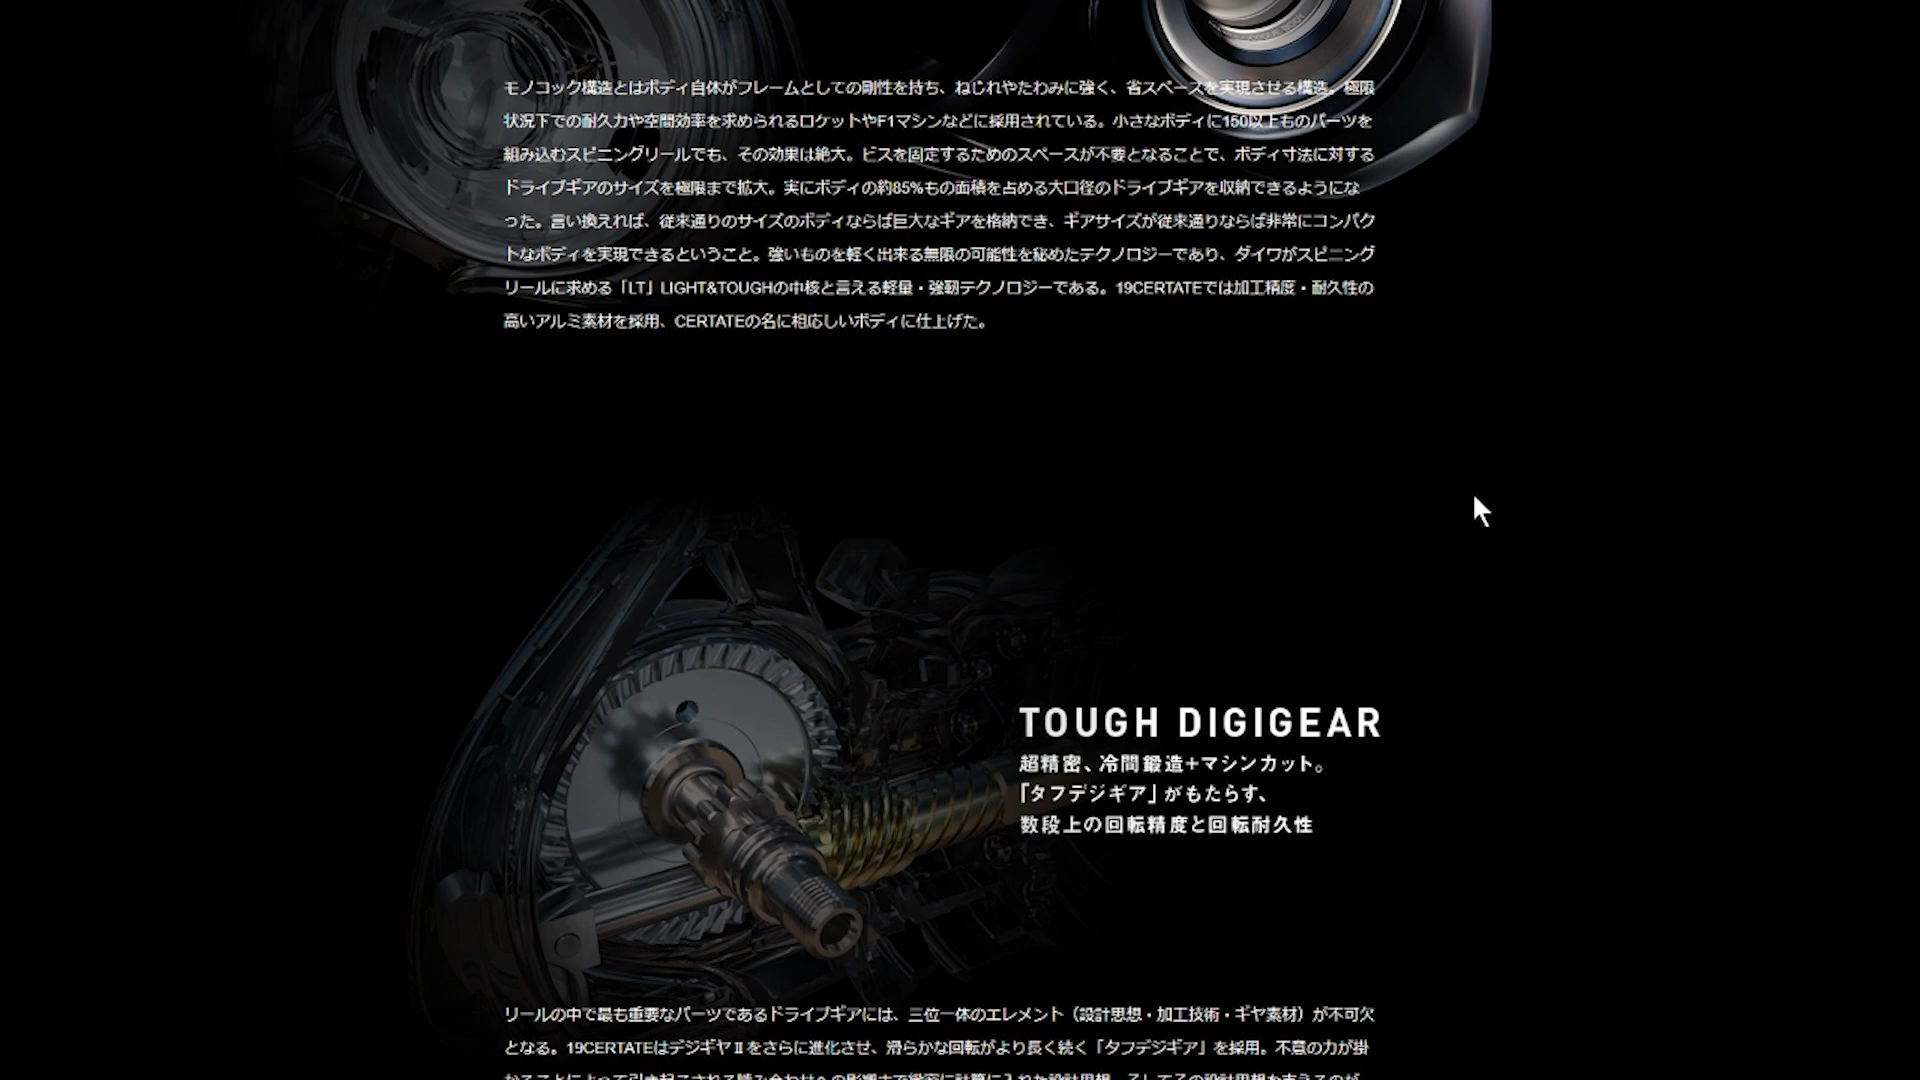 モノコック構造とはボディ自体がフレームとしての剛性を持ち、ねじれやたわみに強く、省スペースを実現させる構造。極限
状況下での耐久力や空間効率を求められるロケットやF1マシンなどに採用されている。小さなボディに150以上ものパーツを
組み込むスピニングリールでも、その効果は絶大。ビスを固定するためのスペースが不要となることで、ボディ寸法に対する
ドライブギアのサイズを極限まで拡大。実にボディの約85%もの面積を占める大口径のドライブギアを収納できるようにな
った。言い換えれば、従来通りのサイズのボディならば巨大なギアを格納でき、ギアサイズが従来通りならば非常にコンパク
トなボディを実現できるということ。強いものを軽く出来る無限の可能性を秘めたテクノロジーであり、ダイワがスピニング
リールに求める「LT」LIGHT&TOUGHの中核と言える軽量・強靭テクノロジーである。19CERTATEでは加工精度・耐久性の
高いアルミ素材を採用、CERTATEの名に相応しいボディに仕上げた。
TOUGH DIGIGEAR
超精密、冷間鍛造+マシンカット。
「タフデジギア」がもたらす、
数段上の回転精度と回転耐久性
リールの中で最も重要なパーツであるドライブギアには、三位一体のエレメント（設計思想・加工技術・ギヤ素材）が不可欠
となる。19CERTATEはデジギヤⅡをさらに進化させ、滑らかな回転がより長く続く「タフデジギア」を採用。不意の力が掛